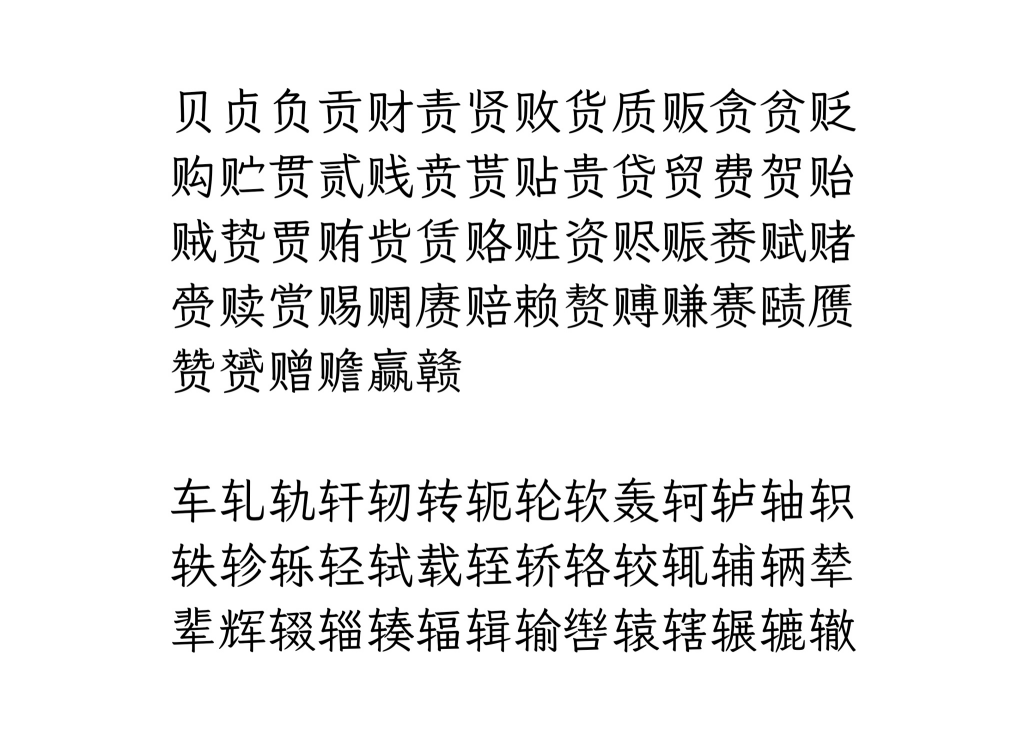 贝贞负贡财责贤败货质贩贪贫贬
购贮贯贰贱贲贳贴贵贷贸费贺贻
贼贽贾贿赀赁赂赃资赆赈赉赋赌
赍赎赏赐赒赓赔赖赘赙赚赛赜赝
赞赟赠赡赢赣
车轧轨轩轫转轭轮软轰轲轳轴轵
轶轸轹轻轼载轾轿辂较辄辅辆辇
辈辉辍辎辏辐辑输辔辕辖辗辘辙